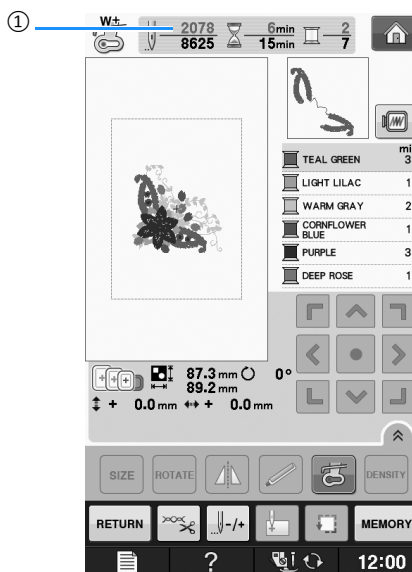 ①
W+
2078 6min 2
8625 15min 7
mi
TEAL GREEN 3
LIGHT LILAC 1
WARM GRAY 2
CORNFLOWER
BLUE 1
PURPLE 3
DEEP ROSE 1
87.3 mm 0°
89.2 mm
+ 0.0 mm + 0.0 mm
SIZE ROTATE DENSITY
RETURN -/+ MEMORY
? 12:00